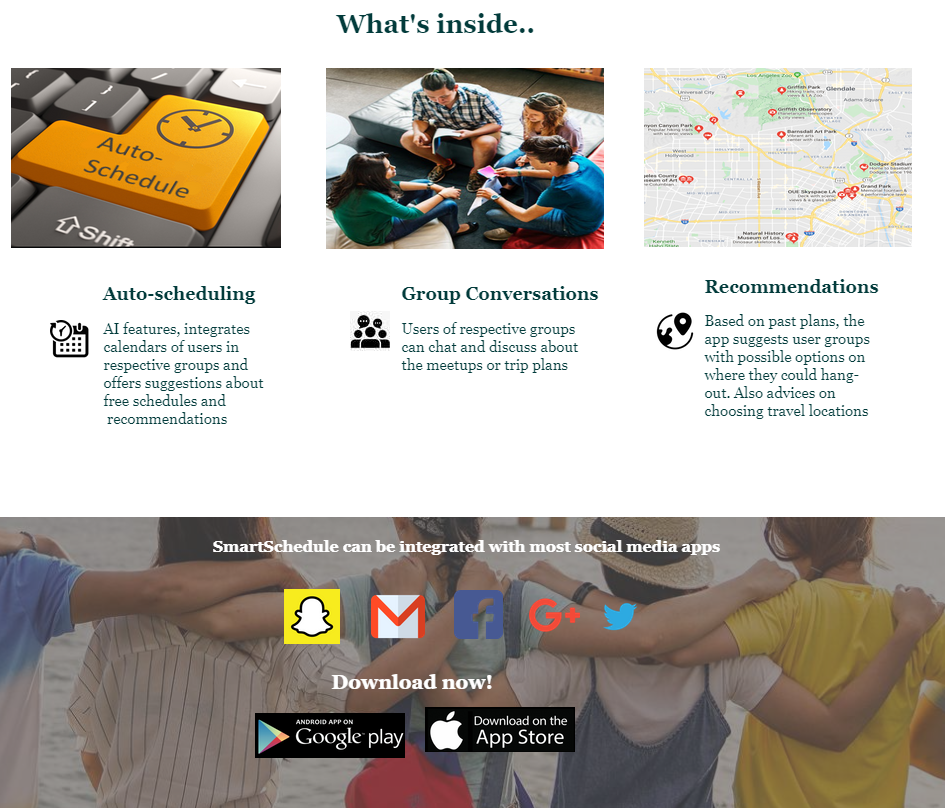 What's inside..
Auto-
Schedule
Shift
Los Angeles Zoo
Universal City
Griffith Park
Glendale
Adams Square
Griffith Observatory
Barnsdall Art Park
West
Hollywood
Dodger Stadium
OUE Skyspace LA
Grand Park
Natural History
Museum of Los...
Auto-scheduling
AI features, integrates
calendars of users in
respective groups and
offers suggestions about
free schedules and
recommendations
Group Conversations
Users of respective groups
can chat and discuss about
the meetups or trip plans
Recommendations
Based on past plans, the
app suggests user groups
with possible options on
where they could hang-
out. Also advices on
choosing travel locations
SmartSchedule can be integrated with most social media apps
Download now!
ANDROID APP ON
Google play
Download on the
App Store